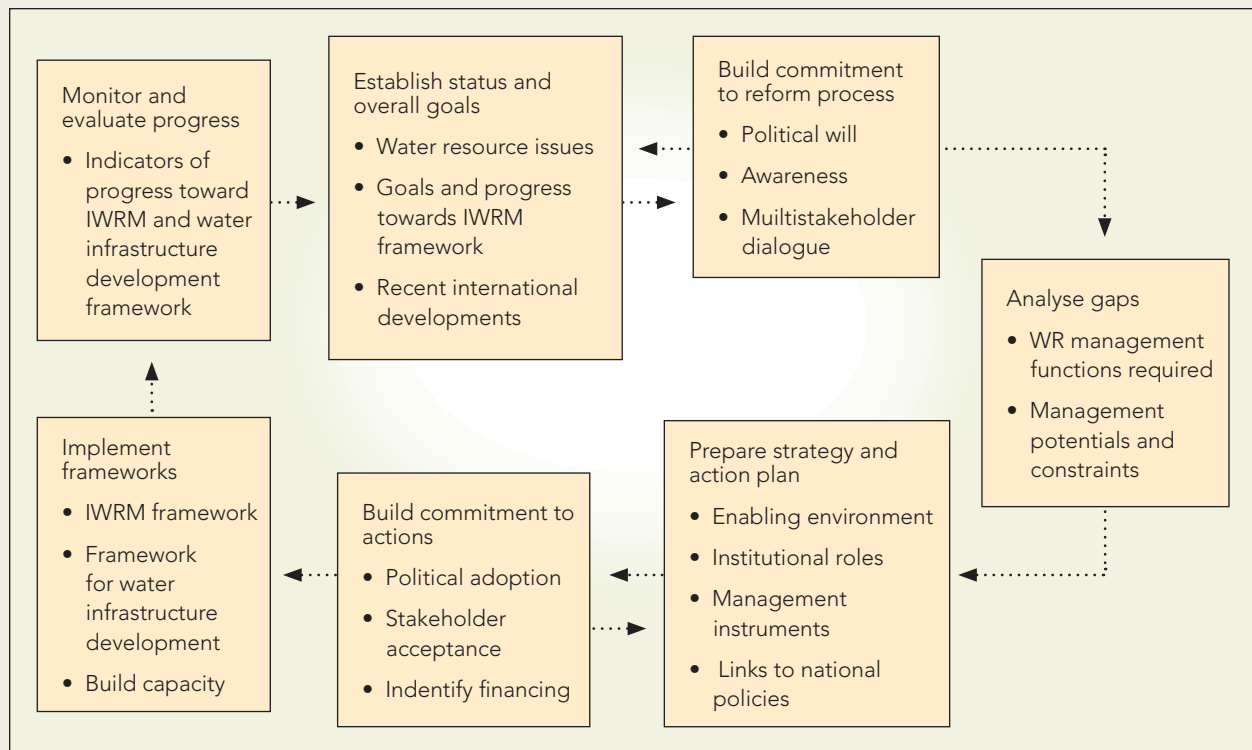 Monitor and
evaluate progress
• Indicators of
progress toward
IWRM and water
infrastructure
development
framework
Establish status and
overall goals
• Water resource issues
• Goals and progress
towards IWRM
framework
• Recent international
developments
Build commitment
to reform process
• Political will
• Awareness
• Muiltistakeholder
dialogue
Analyse gaps
• WR management
functions required
• Management
potentials and
constraints
Prepare strategy and
action plan
• Enabling environment
• Institutional roles
• Management
instruments
• Links to national
policies
Build commitment to
actions
• Political adoption
• Stakeholder
acceptance
• Indentify financing
Implement
frameworks
• IWRM framework
• Framework
for water
infrastructure
development
• Build capacity